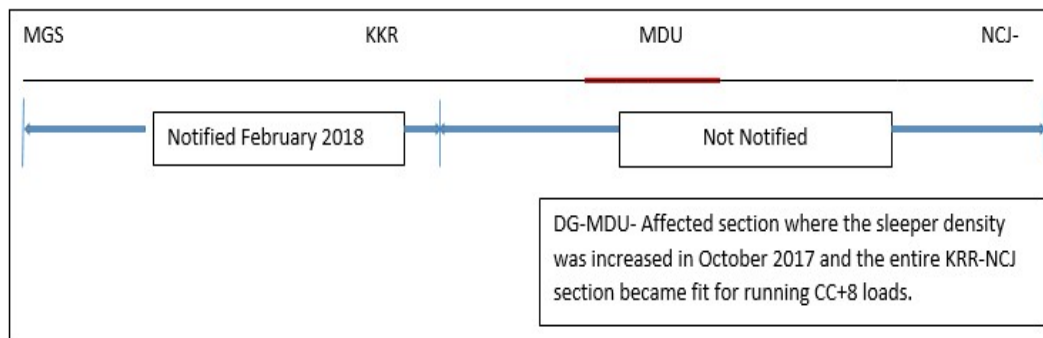 MGS KKR MDU NCJ-
Notified February 2018 Not Notified
DG-MDU- Affected section where the sleeper density
was increased in October 2017 and the entire KRR-NCJ
section became fit for running CC+8 loads.